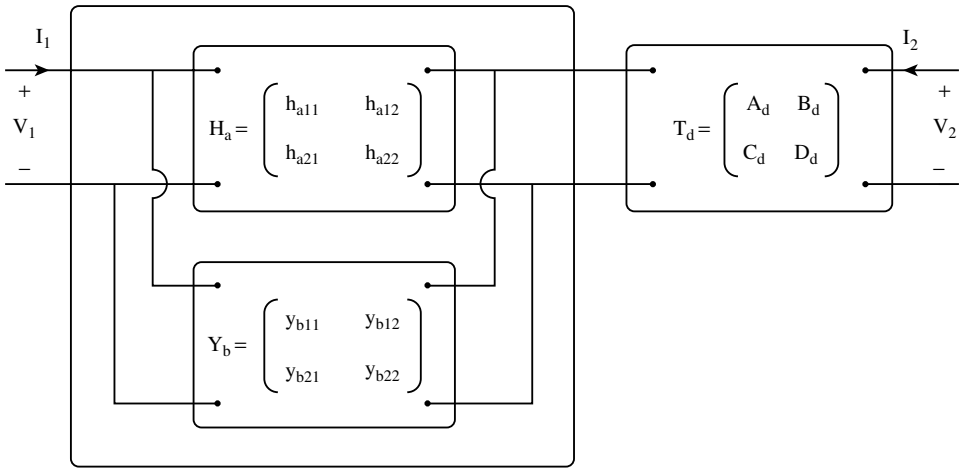 I1 I2
+ +
V1 V2
− −
Ha = ha11 ha12
ha21 ha22
Td = Ad Bd
Cd Dd
Yb = yb11 yb12
yb21 yb22